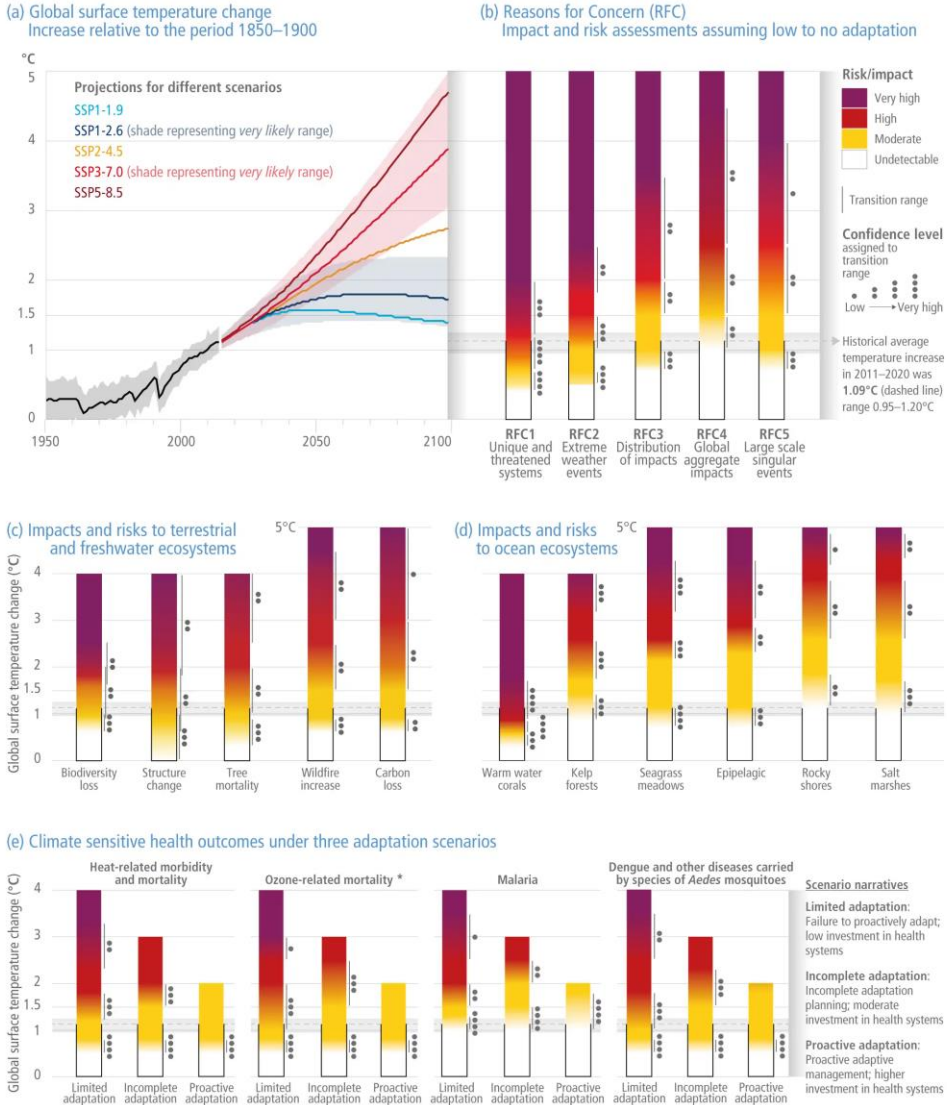 (a) Global surface temperature change
Increase relative to the period 1850–1900
°C
5
4
3
2
1.5
1
0
1950
2000
2050
2100
Projections for different scenarios
SSP1-1.9
SSP1-2.6 (shade representing very likely range)
SSP2-4.5
SSP3-7.0 (shade representing very likely range)
SSP5-8.5
(b) Reasons for Concern (RFC)
Impact and risk assessments assuming low to no adaptation
RFC1
Unique and
threatened
systems
RFC2
Extreme
weather
events
RFC3
Distribution
of impacts
RFC4
Global
aggregate
impacts
RFC5
Large scale
singular
events
Risk/impact
Very high
High
Moderate
Undetectable
Transition range
Confidence level
assigned to
transition
range
Low
Very high
Historical average
temperature increase
in 2011–2020 was
1.09°C (dashed line)
range 0.95–1.20°C
(c) Impacts and risks to terrestrial
and freshwater ecosystems
Global surface temperature change (°C)
5°C
4
3
2
1.5
1
0
Biodiversity
loss
Structure
change
Tree
mortality
Wildfire
increase
Carbon
loss
(d) Impacts and risks
to ocean ecosystems
5°C
4
3
2
1.5
1
0
Warm water
corals
Kelp
forests
Seagrass
meadows
Epipelagic
Rocky
shores
Salt
marshes
(e) Climate sensitive health outcomes under three adaptation scenarios
Global surface temperature change (°C)
4
3
2
1.5
1
0
Heat-related morbidity
and mortality
Limited
adaptation
Incomplete
adaptation
Proactive
adaptation
Ozone-related mortality *
Limited
adaptation
Incomplete
adaptation
Proactive
adaptation
Malaria
Limited
adaptation
Incomplete
adaptation
Proactive
adaptation
Dengue and other diseases carried
by species of Aedes mosquitoes
Limited
adaptation
Incomplete
adaptation
Proactive
adaptation
Scenario narratives
Limited adaptation:
Failure to proactively adapt;
low investment in health
systems
Incomplete adaptation:
Incomplete adaptation
planning; moderate
investment in health systems
Proactive adaptation:
Proactive adaptive
management; higher
investment in health systems